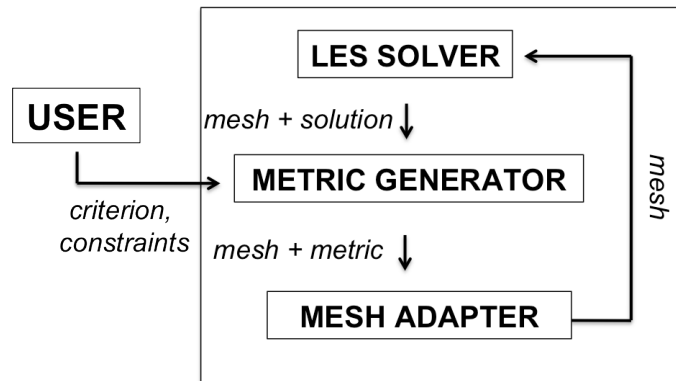 LES SOLVER
USER
mesh + solution
METRIC GENERATOR
criterion,
constraints
mesh
mesh + metric
MESH ADAPTER